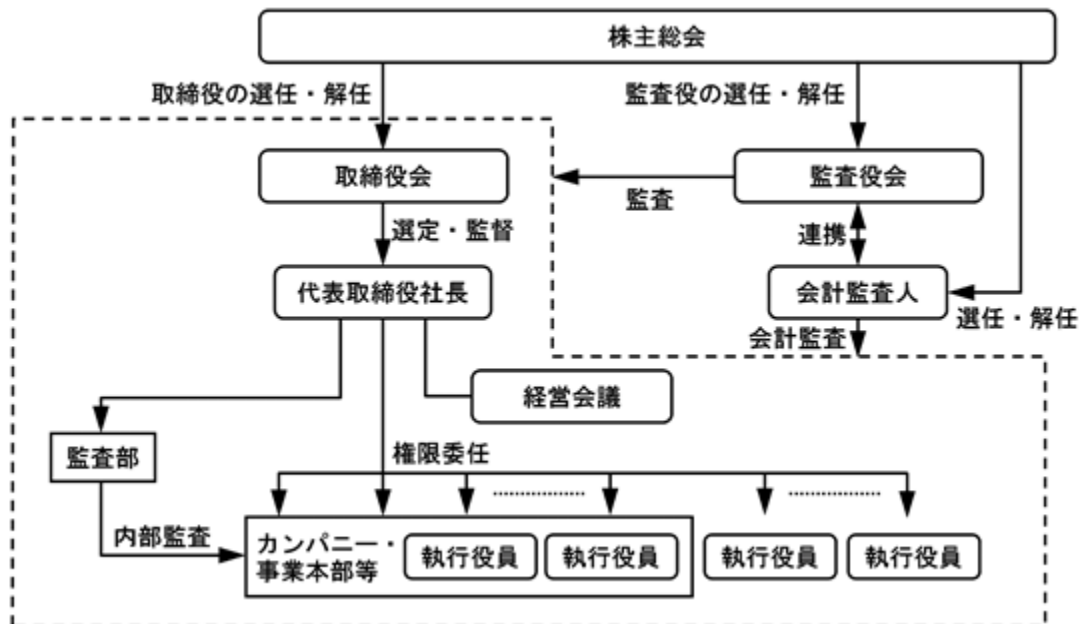 株主総会
取締役の選任・解任
監査役の選任・解任
取締役会
監査役会
監査
選定・監督
連携
代表取締役社長
会計監査人
選任・解任
会計監査
経営会議
監査部
権限委任
内部監査
カンパニー・
事業本部等
執行役員
執行役員
執行役員
執行役員